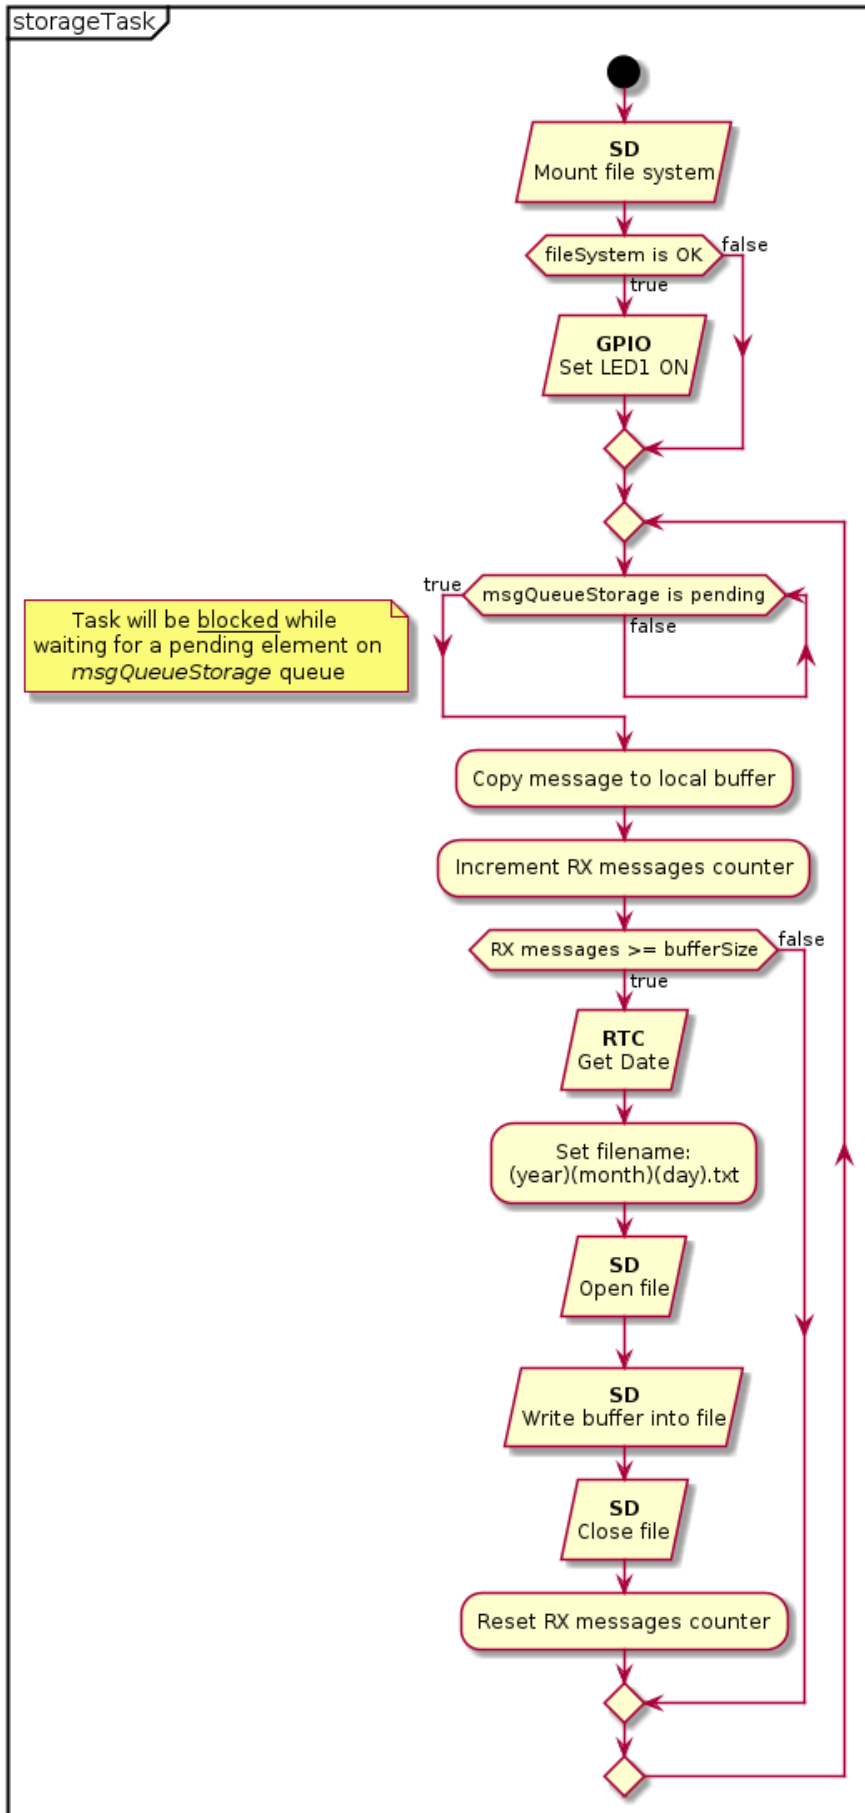 storageTask
SD
Mount file system
fileSystem is OK
false
true
GPIO
Set LED1 ON
true
msgQueueStorage is pending
false
Task will be blocked while
waiting for a pending element on
msgQueueStorage queue
Copy message to local buffer
Increment RX messages counter
RX messages >= bufferSize
false
true
RTC
Get Date
Set filename:
(year)(month)(day).txt
SD
Open file
SD
Write buffer into file
SD
Close file
Reset RX messages counter